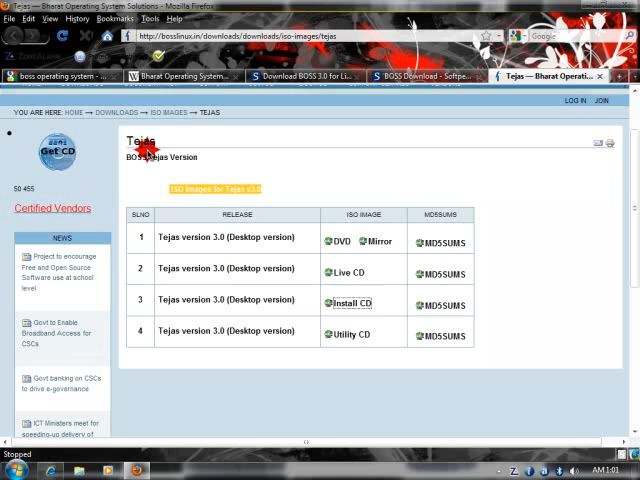 Tejas — Bharat Operating System Solutions - Mozilla Firefox
Edit View History Bookmarks Tools Help
http://bosslinux.in/downloads/downloads/iso-images/tejas
Google
boss operating system - ...
Bharat Operating System...
Download BOSS 3.0 for Li...
BOSS Download - Softpe...
Tejas — Bharat Operati...
LOG IN JOIN
YOU ARE HERE: HOME — DOWNLOADS — ISO IMAGES — TEJAS
Get CD
50 455
Certified Vendors
NEWS
Project to encourage
Free and Open Source
Software use at school
level
Govt to Enable
Broadband Access for
CSCs
Govt banking on CSCs
to drive e-governance
ICT Ministers meet for
speeding-up delivery of
Tejas
BOSS Tejas Version
ISO Images for Tejas v3.0
SLNO RELEASE ISO IMAGE MD5SUMS
1 Tejas version 3.0 (Desktop version) DVD Mirror MD5SUMS
2 Tejas version 3.0 (Desktop version) Live CD MD5SUMS
3 Tejas version 3.0 (Desktop version) Install CD MD5SUMS
4 Tejas version 3.0 (Desktop version) Utility CD MD5SUMS
Stopped
AM 1:01